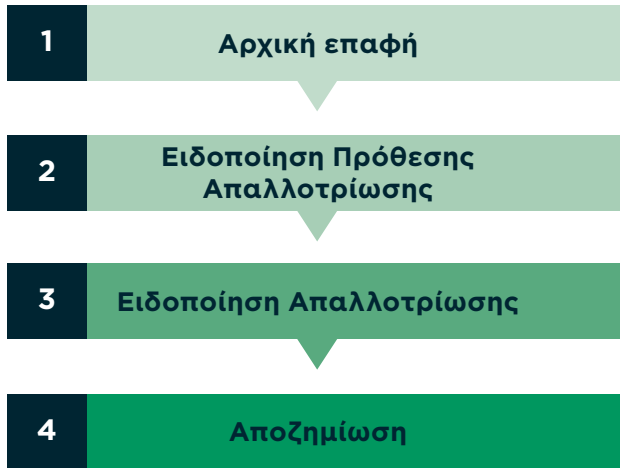 1
Αρχική επαφή
2
Ειδοποίηση Πρόθεσης
Απαλλοτρίωσης
3
Ειδοποίηση Απαλλοτρίωσης
4
Αποζημίωση